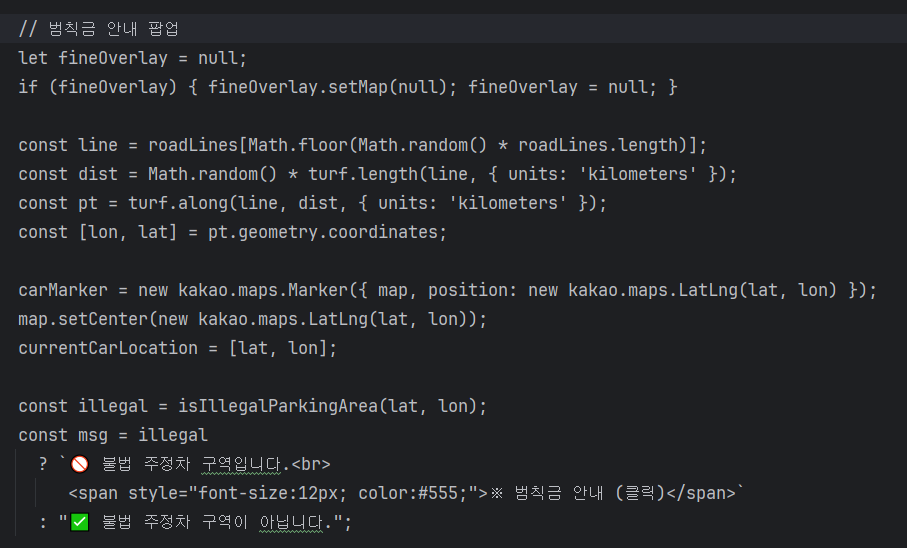 // 범칙금 안내 팝업
let fineOverlay = null;
if (fineOverlay) { fineOverlay.setMap(null); fineOverlay = null; }
const line = roadLines[Math.floor(Math.random() * roadLines.length)];
const dist = Math.random() * turf.length(line, { units: 'kilometers' });
const pt = turf.along(line, dist, { units: 'kilometers' });
const [lon, lat] = pt.geometry.coordinates;
carMarker = new kakao.maps.Marker({ map, position: new kakao.maps.LatLng(lat, lon) });
map.setCenter(new kakao.maps.LatLng(lat, lon));
currentCarLocation = [lat, lon];
const illegal = isIllegalParkingArea(lat, lon);
const msg = illegal
? `🚫 불법 주정차 구역입니다.<br>
<span style="font-size:12px; color:#555;">※ 범칙금 안내 (클릭)</span>`
: "✅ 불법 주정차 구역이 아닙니다.";